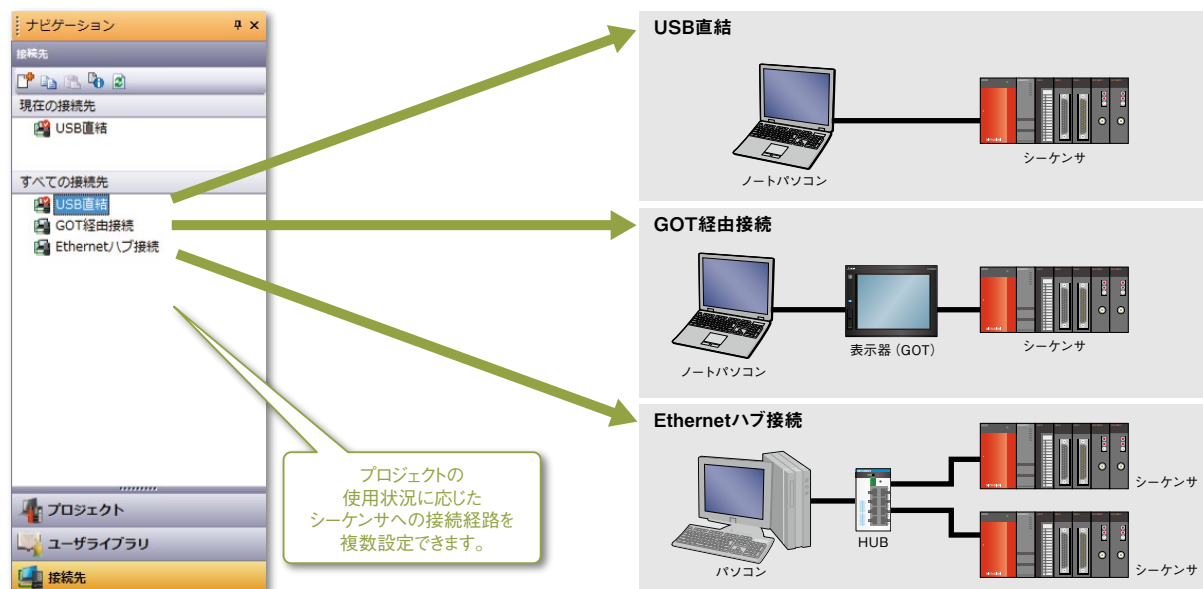 ナビゲーション
接続先
現在の接続先
USB直結
すべての接続先
USB直結
GOT経由接続
Ethernetハブ接続
プロジェクトの
使用状況に応じた
シーケンサへの接続経路を
複数設定できます。
プロジェクト
ユーザライブラリ
接続先
USB直結
ノートパソコン
シーケンサ
GOT経由接続
ノートパソコン
表示器（GOT）
シーケンサ
Ethernetハブ接続
パソコン
HUB
シーケンサ
シーケンサ